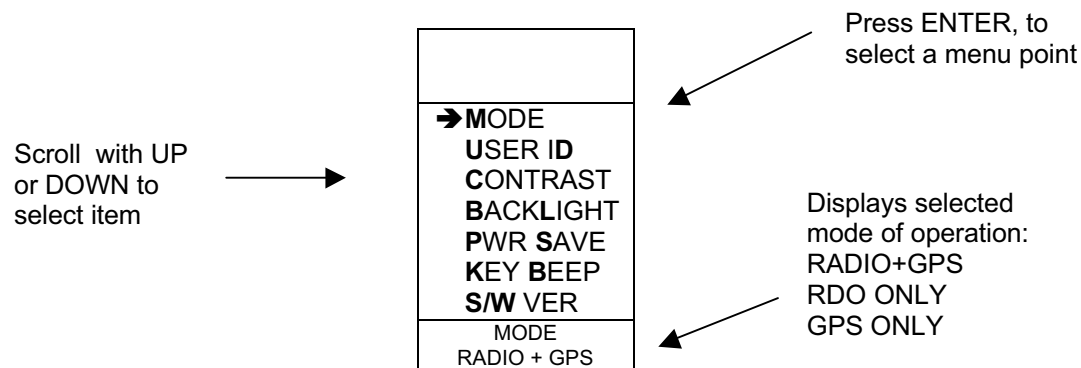 Press ENTER, to
select a menu point
Scroll with UP
or DOWN to
select item
MODE
USER ID
CONTRAST
BACKLIGHT
PWR SAVE
KEY BEEP
S/W VER
MODE
RADIO + GPS
Displays selected
mode of operation:
RADIO+GPS
RDO ONLY
GPS ONLY